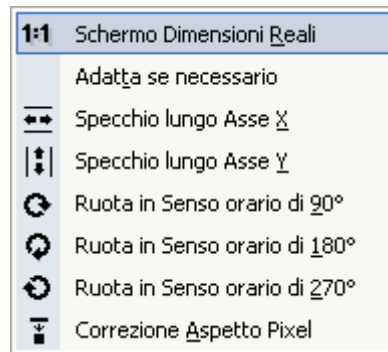 1:1 Schermo Dimensioni Reali
Adatta se necessario
Specchio lungo Asse X
Specchio lungo Asse Y
Ruota in Senso orario di 90°
Ruota in Senso orario di 180°
Ruota in Senso orario di 270°
Correzione Aspetto Pixel